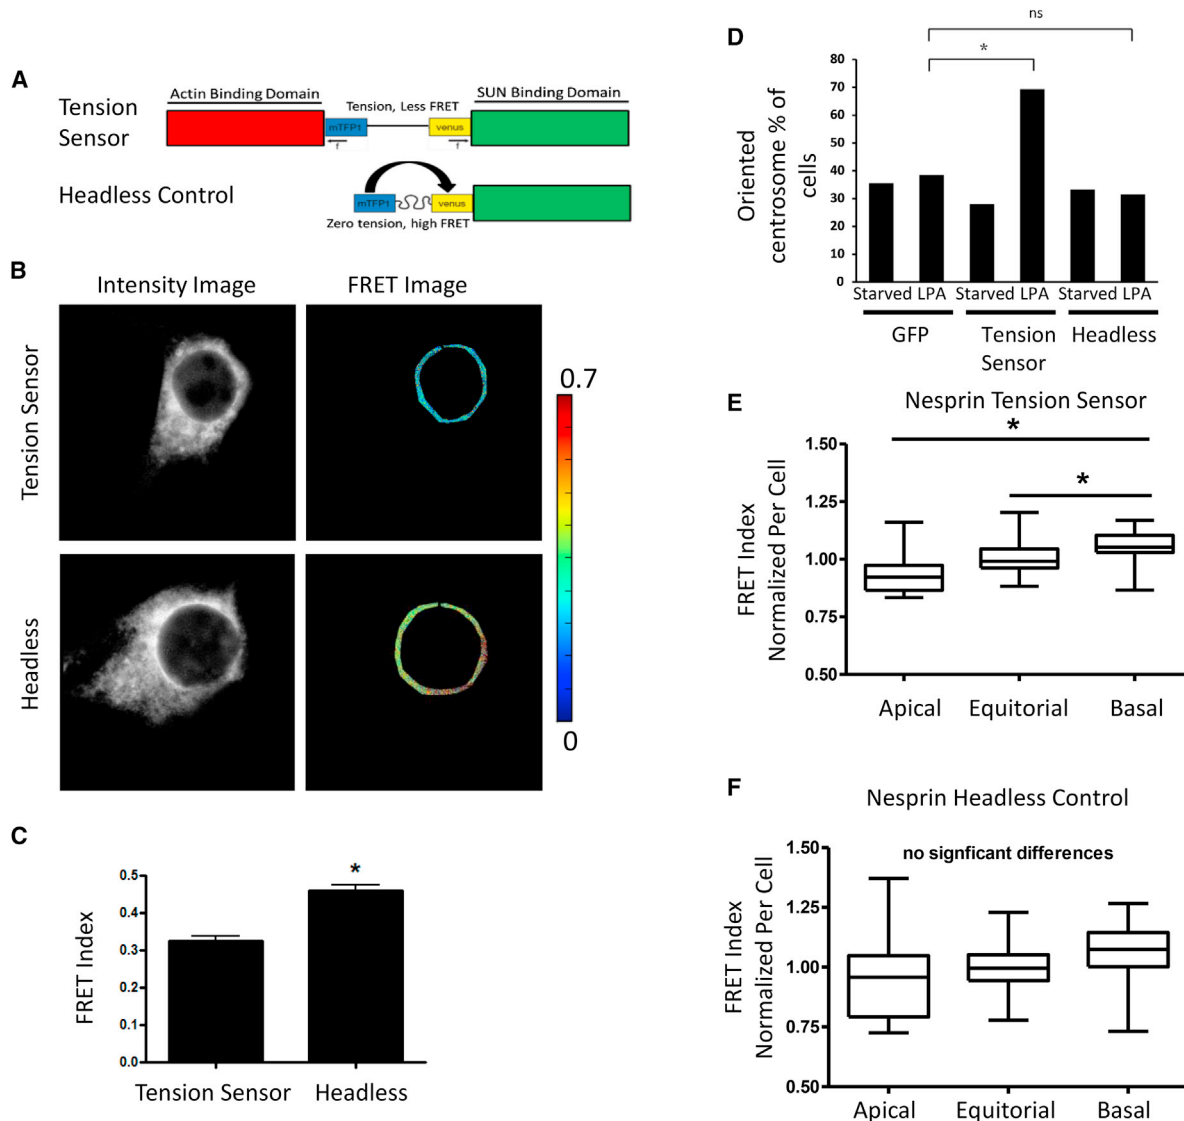 A
Tension
Sensor
Actin Binding Domain
Tension, Less FRET
SUN Binding Domain
mTFP1
venus
f
f
Headless Control
mTFP1
venus
Zero tension, high FRET
B
Intensity Image
FRET Image
Tension Sensor
Headless
0.7
0
C
FRET Index
0.5
0.4
0.3
0.2
0.1
0.0
*
Tension Sensor
Headless
D
ns
*
Oriented
centrosome % of
cells
80
70
60
50
40
30
20
10
0
Starved LPA
Starved LPA
Starved LPA
GFP
Tension
Sensor
Headless
E
Nesprin Tension Sensor
FRET Index
Normalized Per Cell
1.50
1.25
1.00
0.75
0.50
*
*
Apical
Equitorial
Basal
F
Nesprin Headless Control
no signficant differences
FRET Index
Normalized Per Cell
1.50
1.25
1.00
0.75
0.50
Apical
Equitorial
Basal